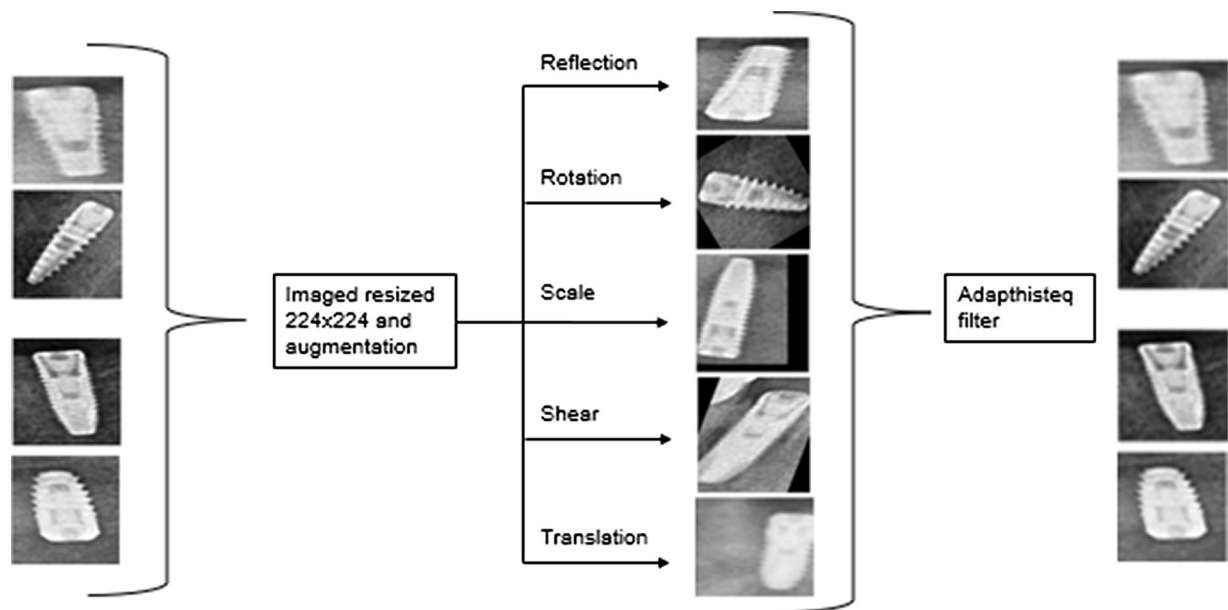 Reflection
Rotation
Imaged resized
224x224 and
augmentation
Scale
Adapthisteq
filter
Shear
Translation